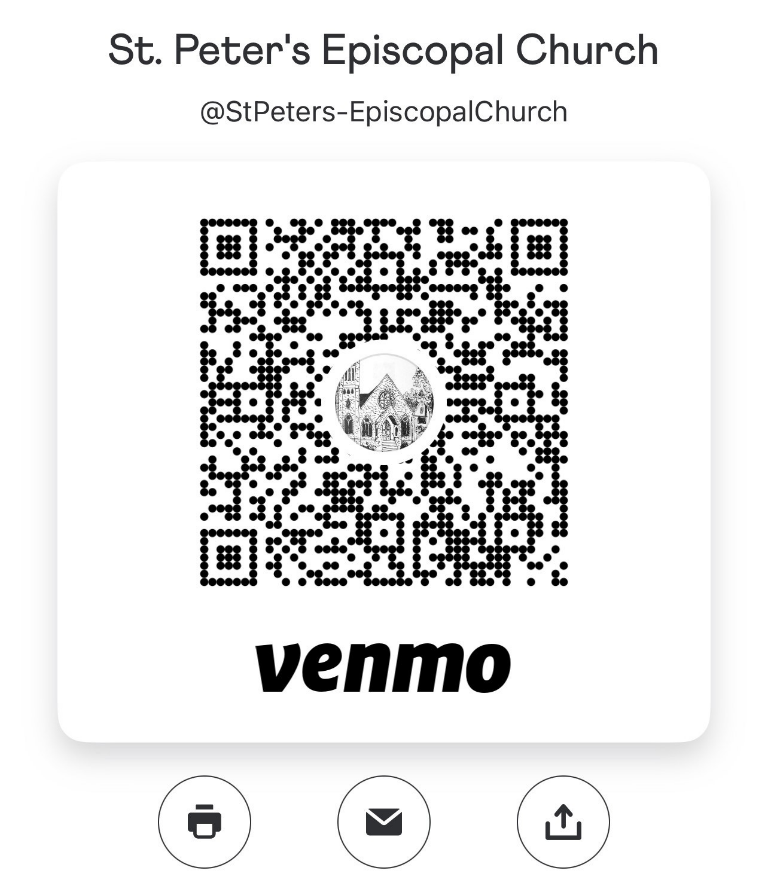 St. Peter's Episcopal Church
@StPeters-EpiscopalChurch
venmo